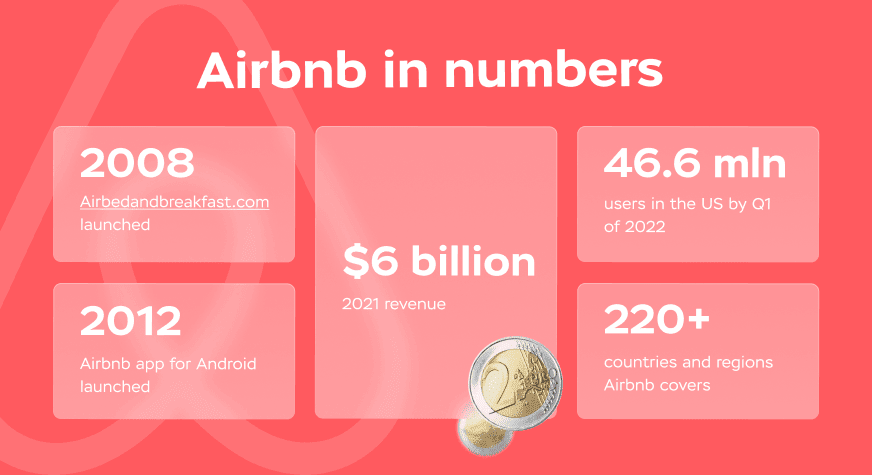 Airbnb in numbers
2008
Airbedandbreakfast.com
launched
2012
Airbnb app for Android
launched
$6 billion
2021 revenue
2
46.6 mln
users in the US by Q1
of 2022
220+
countries and regions
Airbnb covers